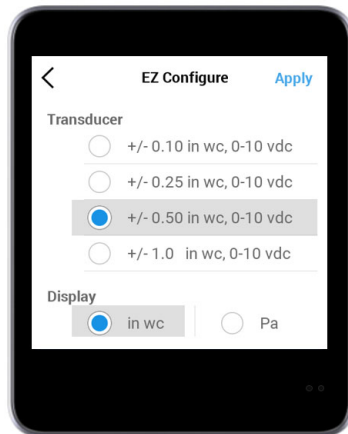 EZ Configure Apply
Transducer
+/- 0.10 in wc, 0-10 vdc
+/- 0.25 in wc, 0-10 vdc
+/- 0.50 in wc, 0-10 vdc
+/- 1.0 in wc, 0-10 vdc
Display
in wc Pa